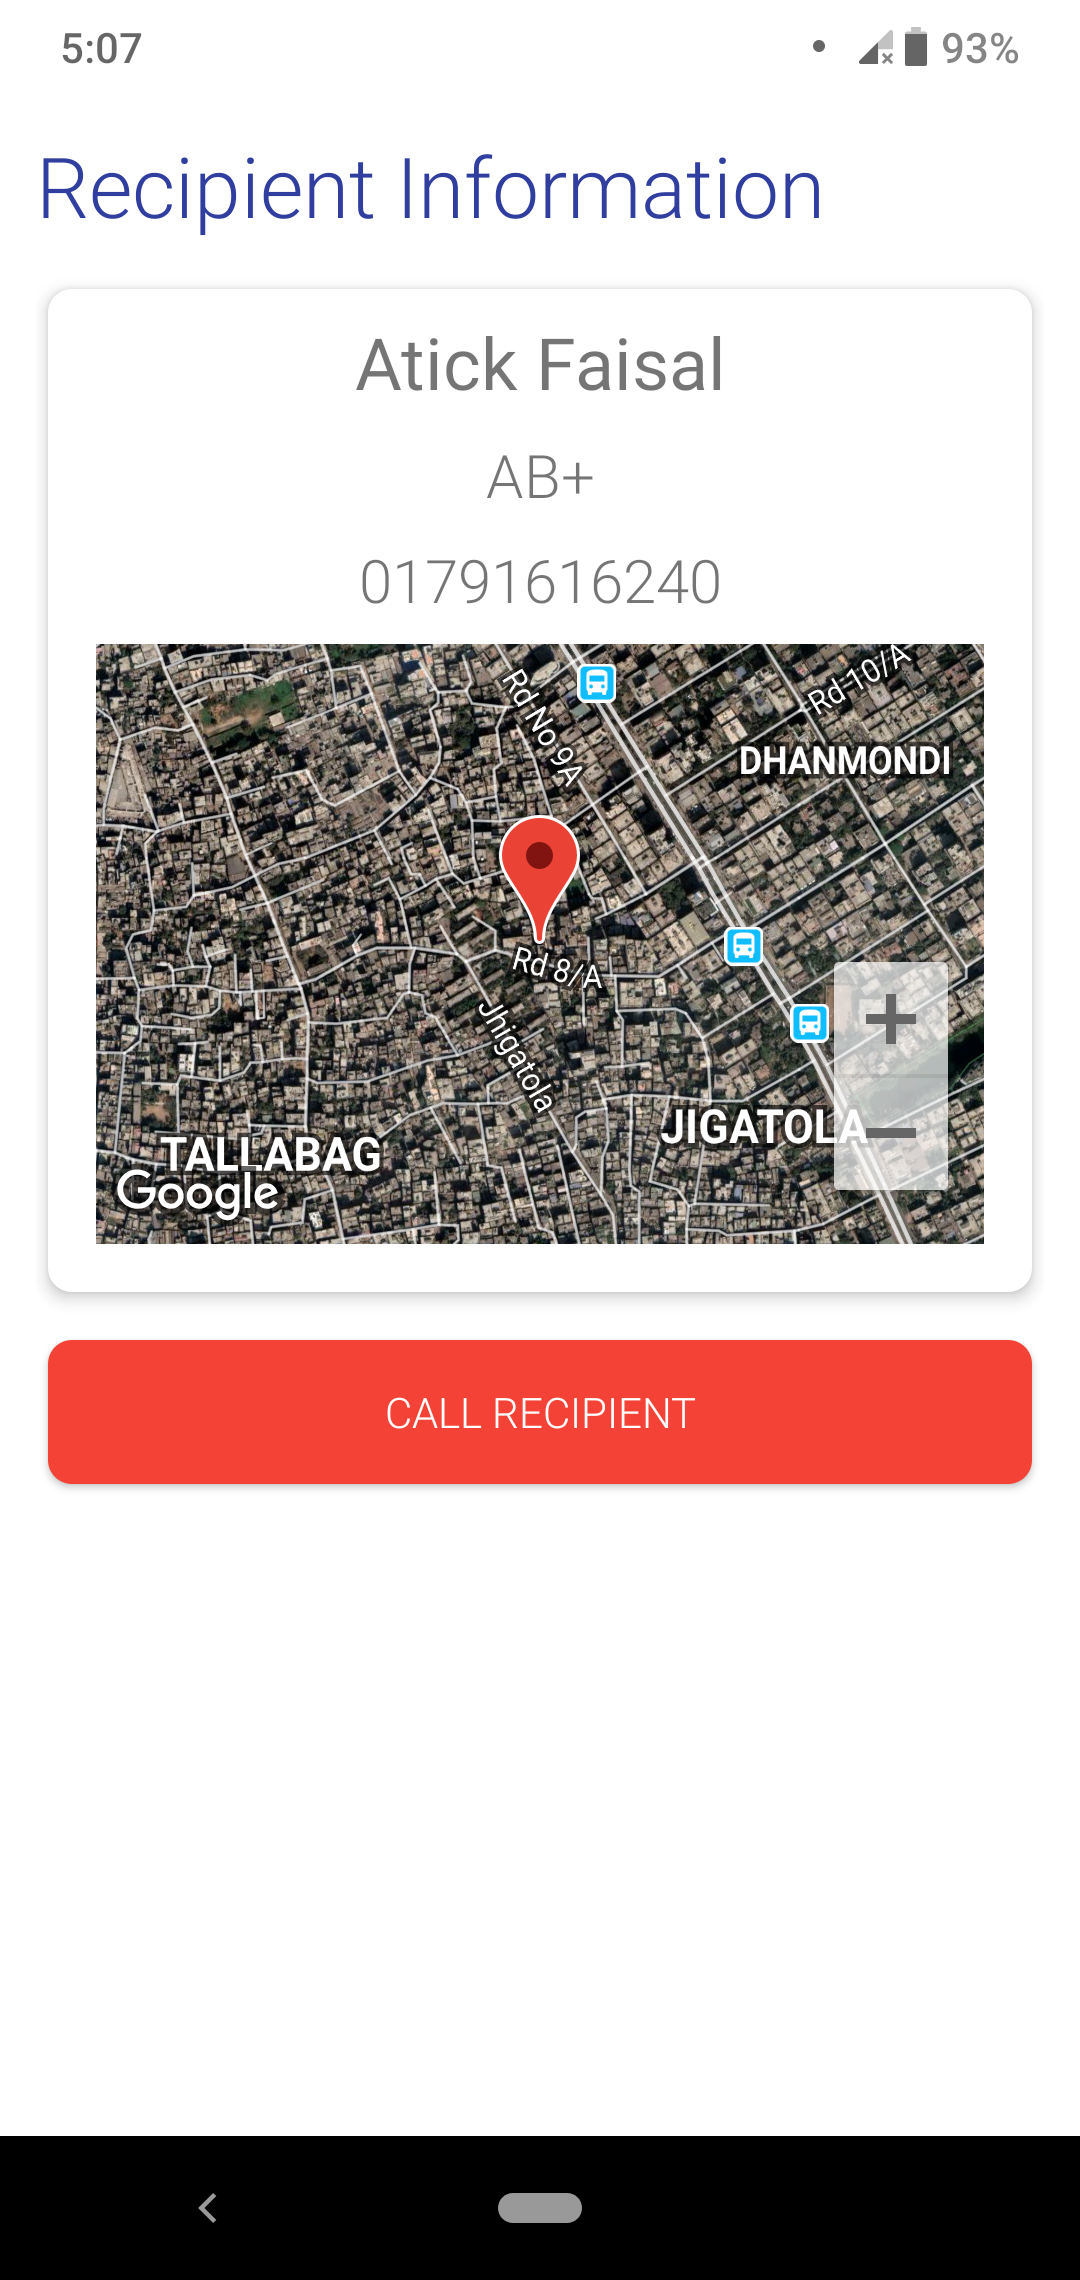 5:07
93%
Recipient Information
Atick Faisal
AB+
01791616240
Rd No 9A
Rd 10/A
DHANMONDI
Rd 8/A
Jhigatola
JIGATOLA
TALLABAG
Google
CALL RECIPIENT